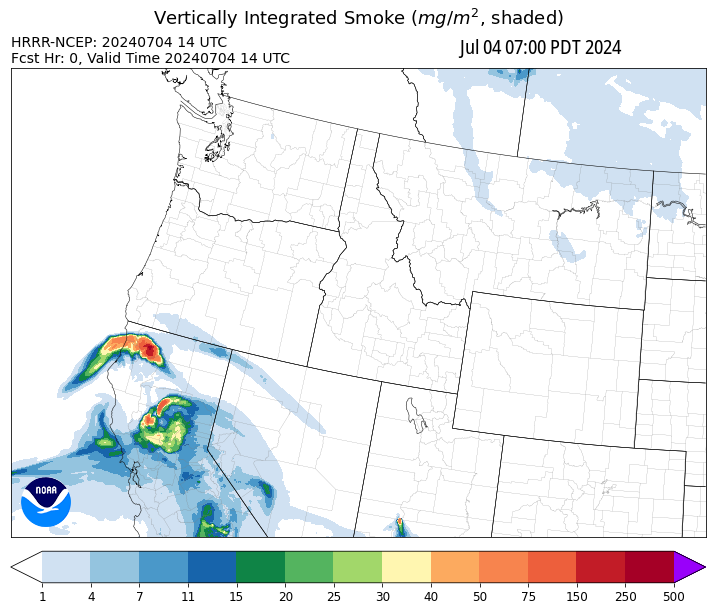 Vertically Integrated Smoke (mg/m², shaded)
HRRR-NCEP: 20240704 14 UTC
Jul 04 07:00 PDT 2024
Fcst Hr: 0, Valid Time 20240704 14 UTC
NOAA
1 4 7 11 15 20 25 30 40 50 75 150 250 500